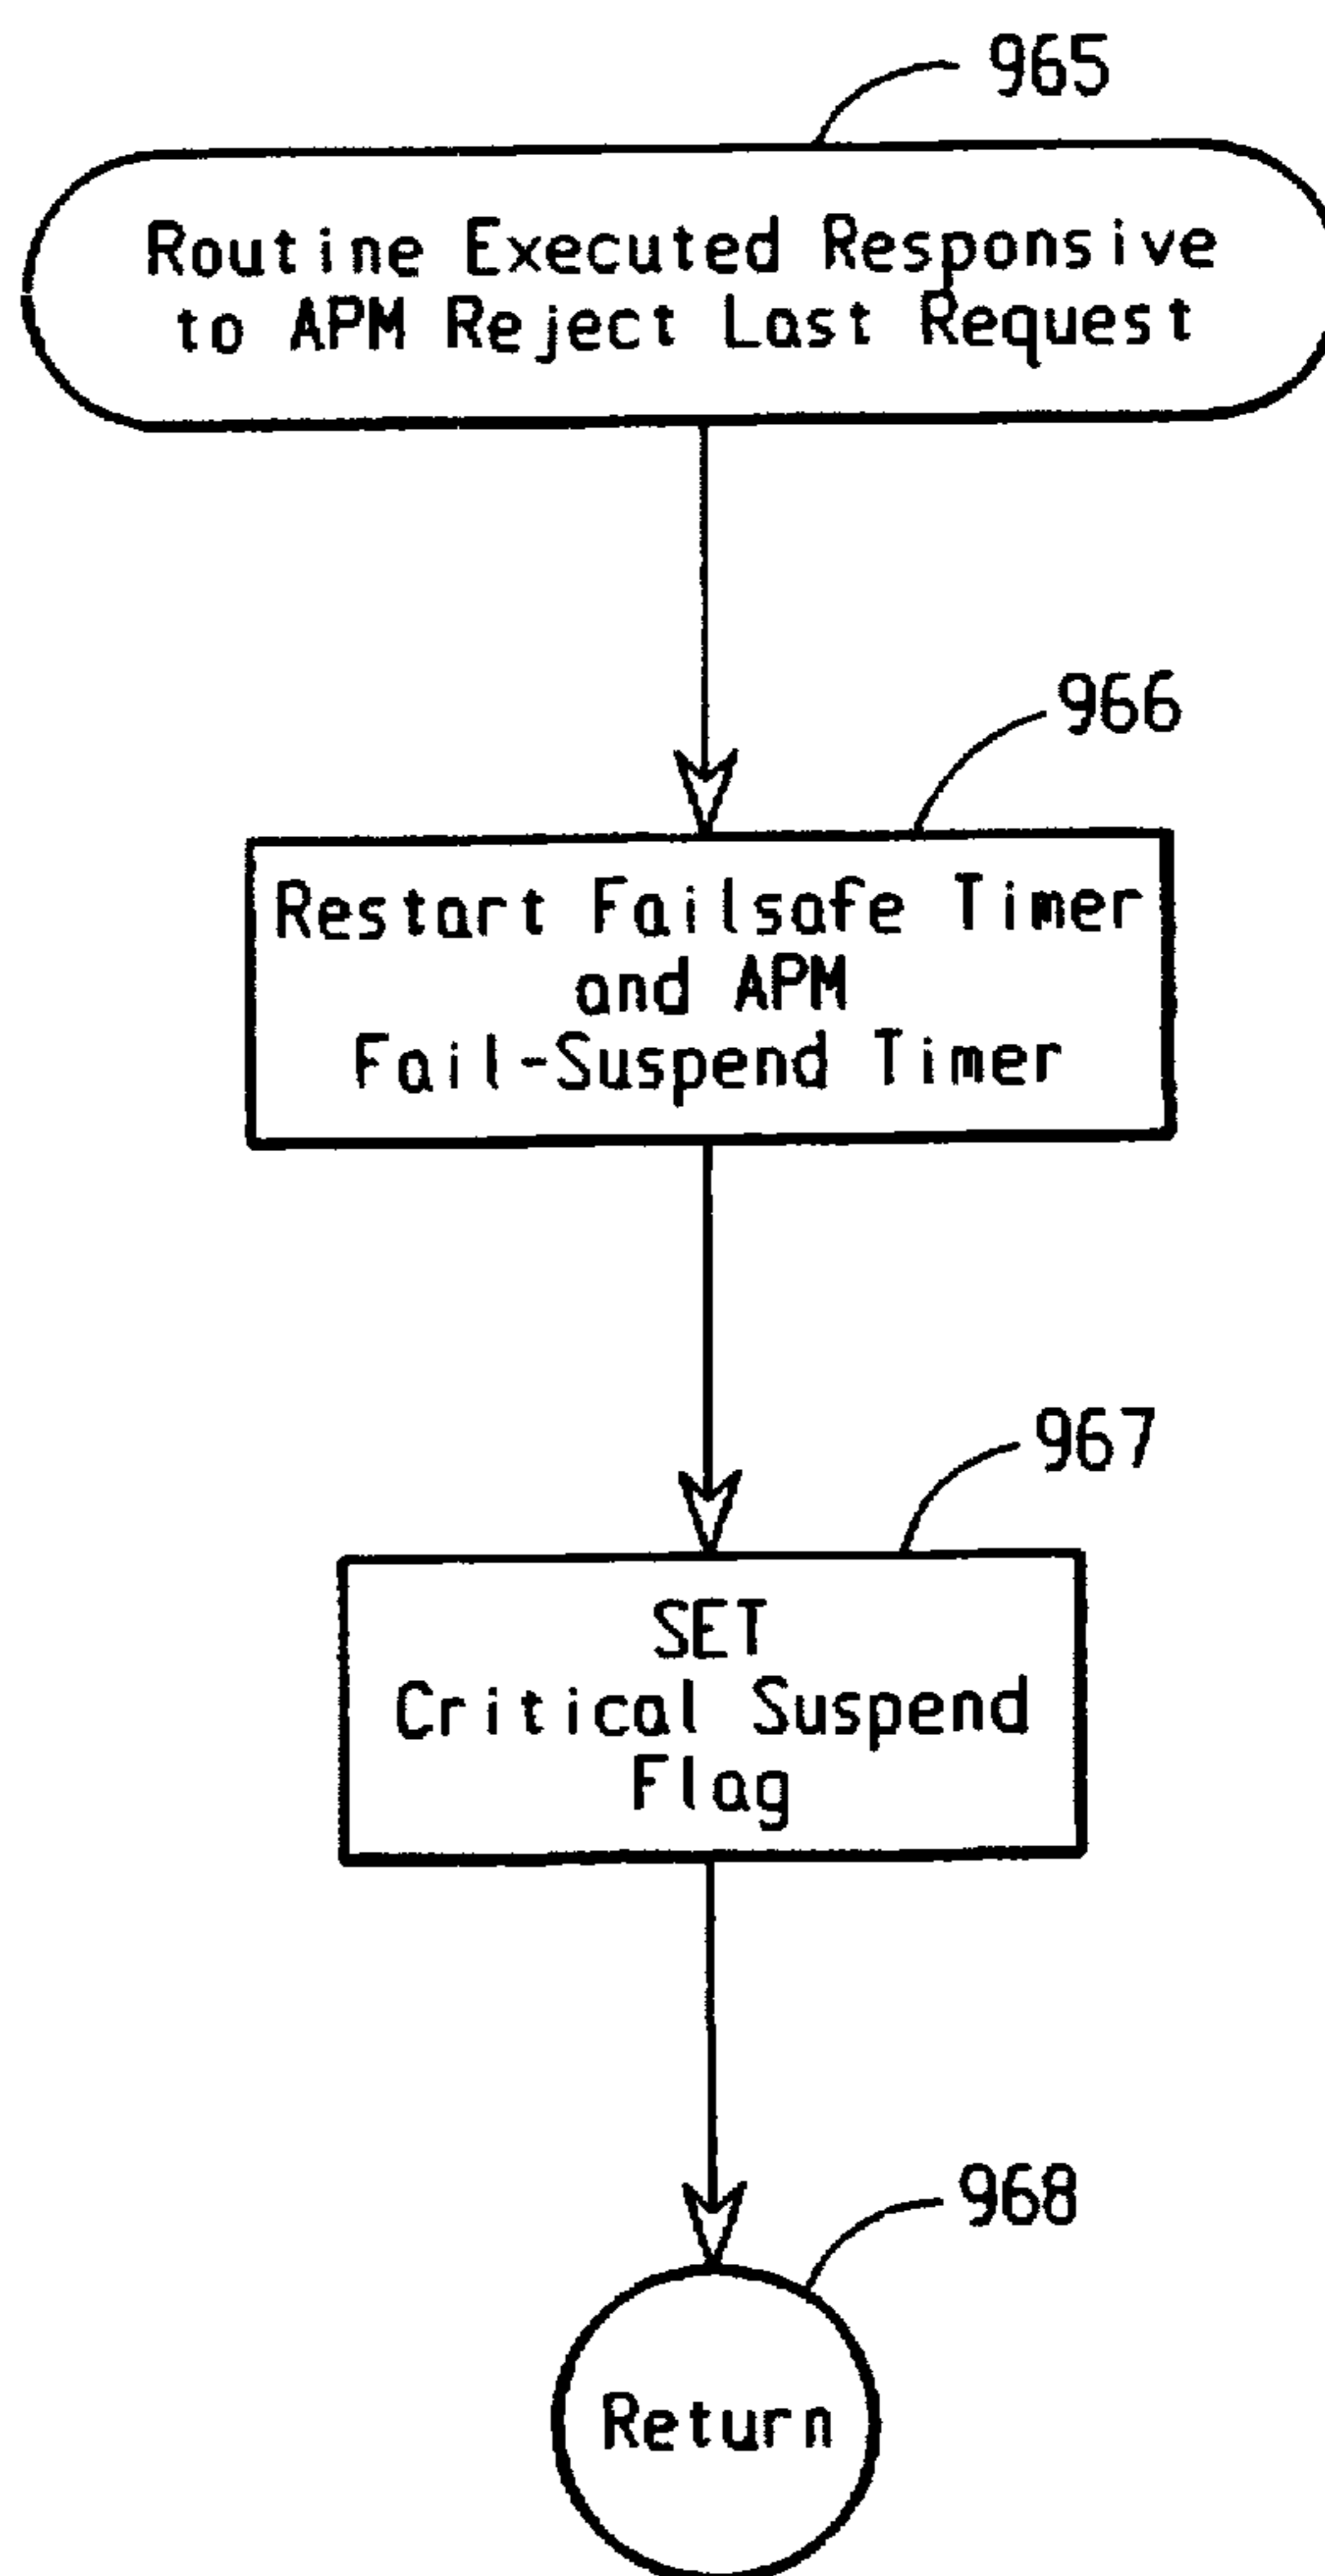 965
Routine Executed Responsive
to APM Reject Last Request
966
Restart Failsafe Timer
and APM
Fail-Suspend Timer
967
SET
Critical Suspend
Flag
968
Return